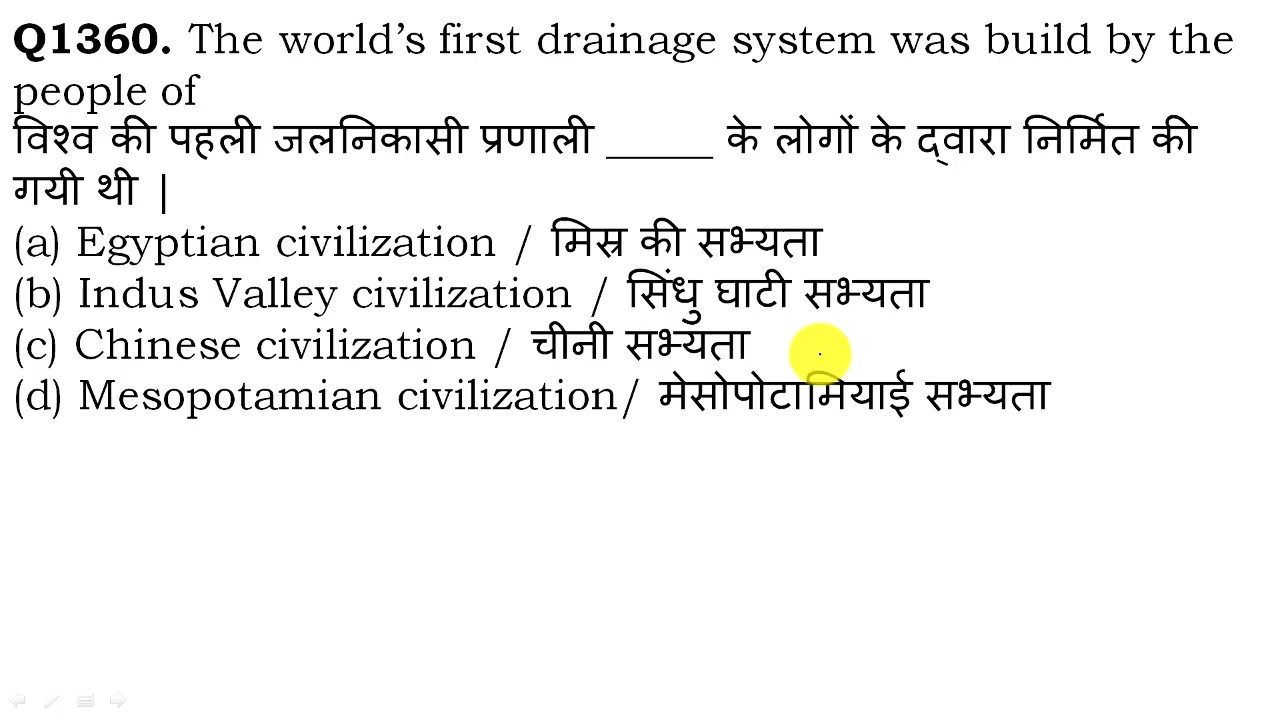 Q1360. The world’s first drainage system was build by the
people of
विश्व की पहली जलनिकासी प्रणाली _____ के लोगों के द्वारा निर्मित की
गयी थी |
(a) Egyptian civilization / मिस्र की सभ्यता
(b) Indus Valley civilization / सिंधु घाटी सभ्यता
(c) Chinese civilization / चीनी सभ्यता
(d) Mesopotamian civilization/ मेसोपोटामियाई सभ्यता